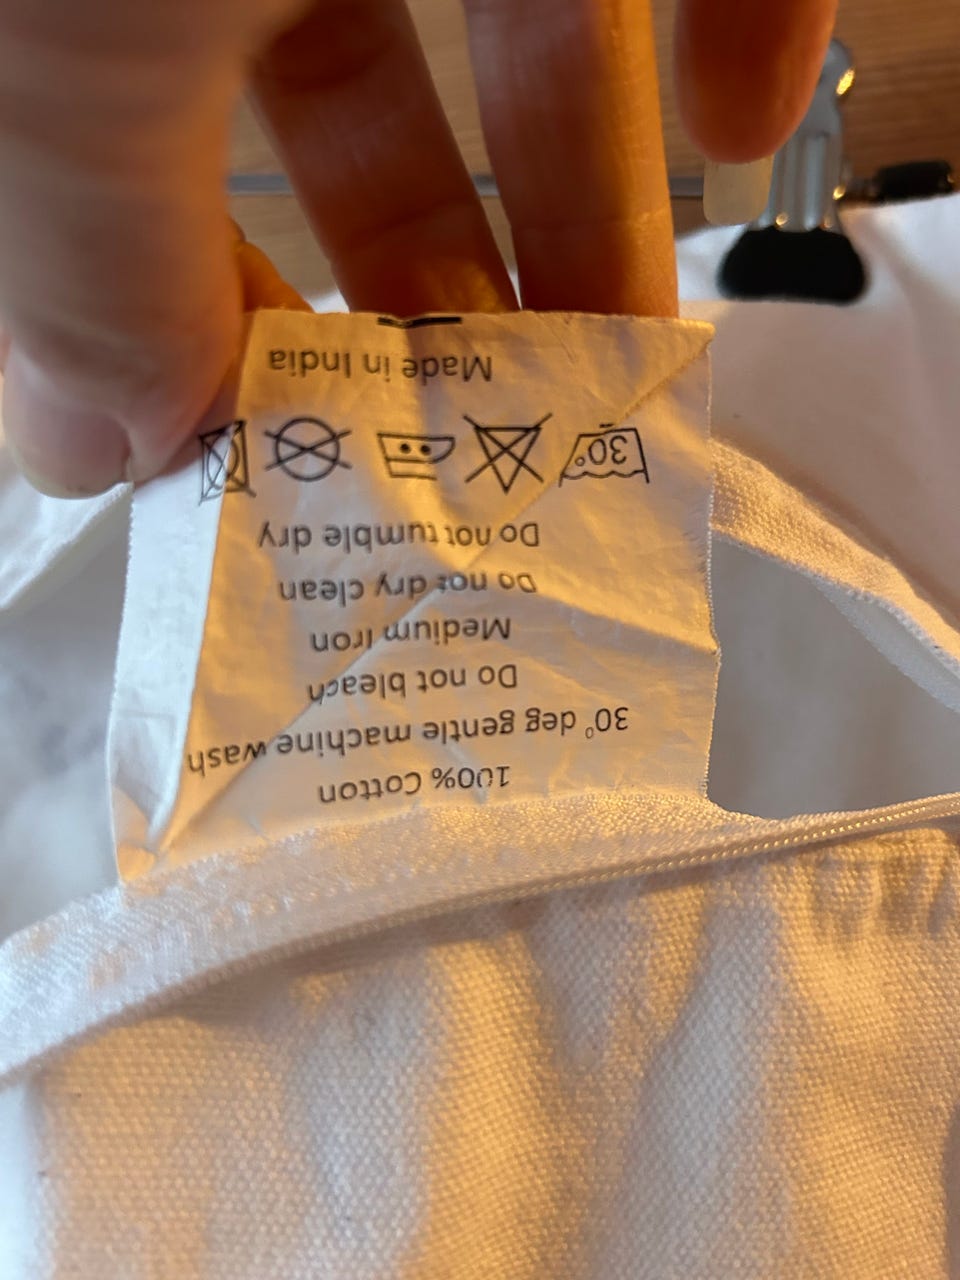 100% Cotton
30° deg gentle machine wash
Do not bleach
Medium Iron
Do not dry clean
Do not tumble dry
30°
Made in India